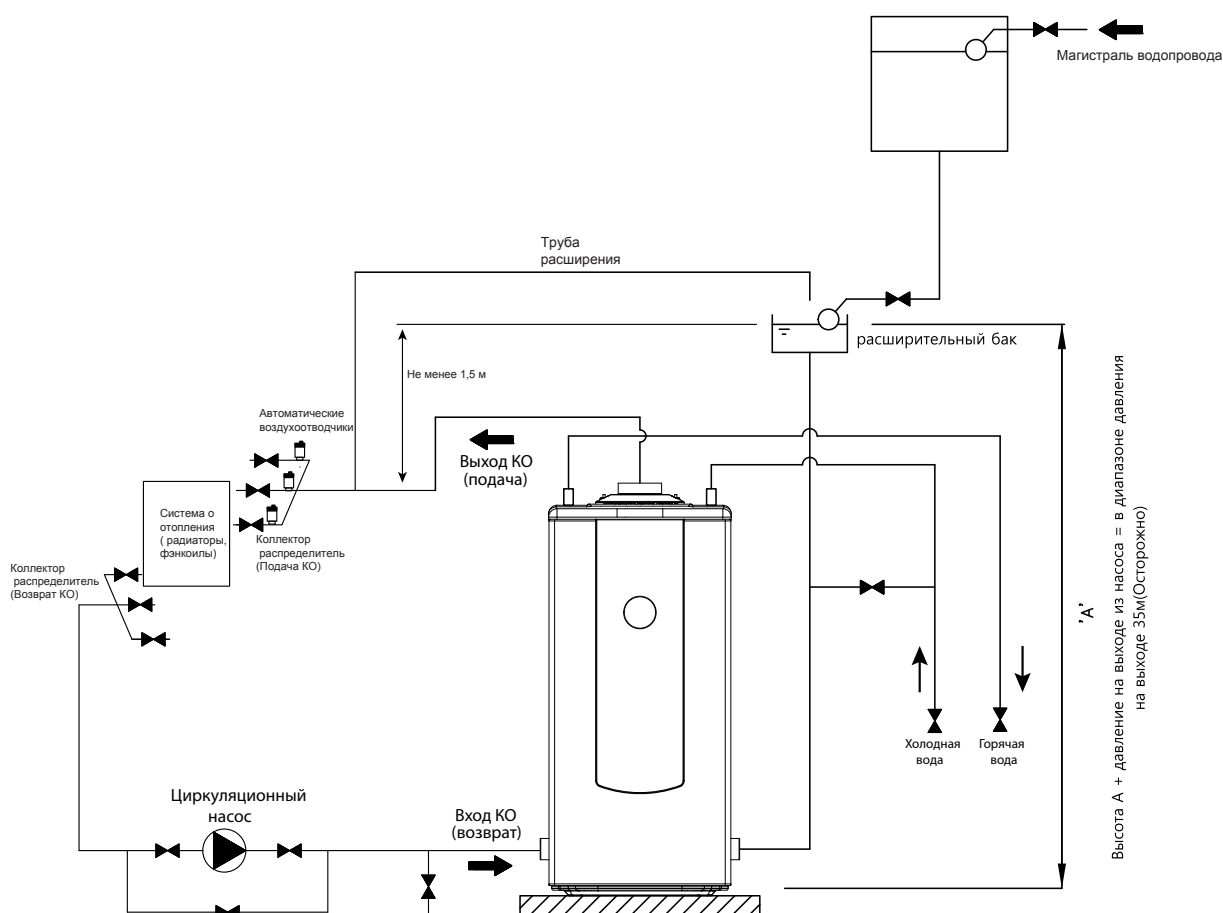 Магистраль водопровода
Труба
расширения
расширительный бак
Не менее 1,5 м
Автоматические
воздухоотводчики
Выход КО
(подача)
Система о
отопления
( радиаторы,
фэнкоилы)
Коллектор
распределитель
(Подача КО)
Коллектор
распределитель
(Возврат КО)
'A'
Высота А + давление на выходе из насоса = в диапазоне давления
на выходе 35м(Осторожно)
Холодная
вода
Горячая
вода
Циркуляционный
насос
Вход КО
(возврат)